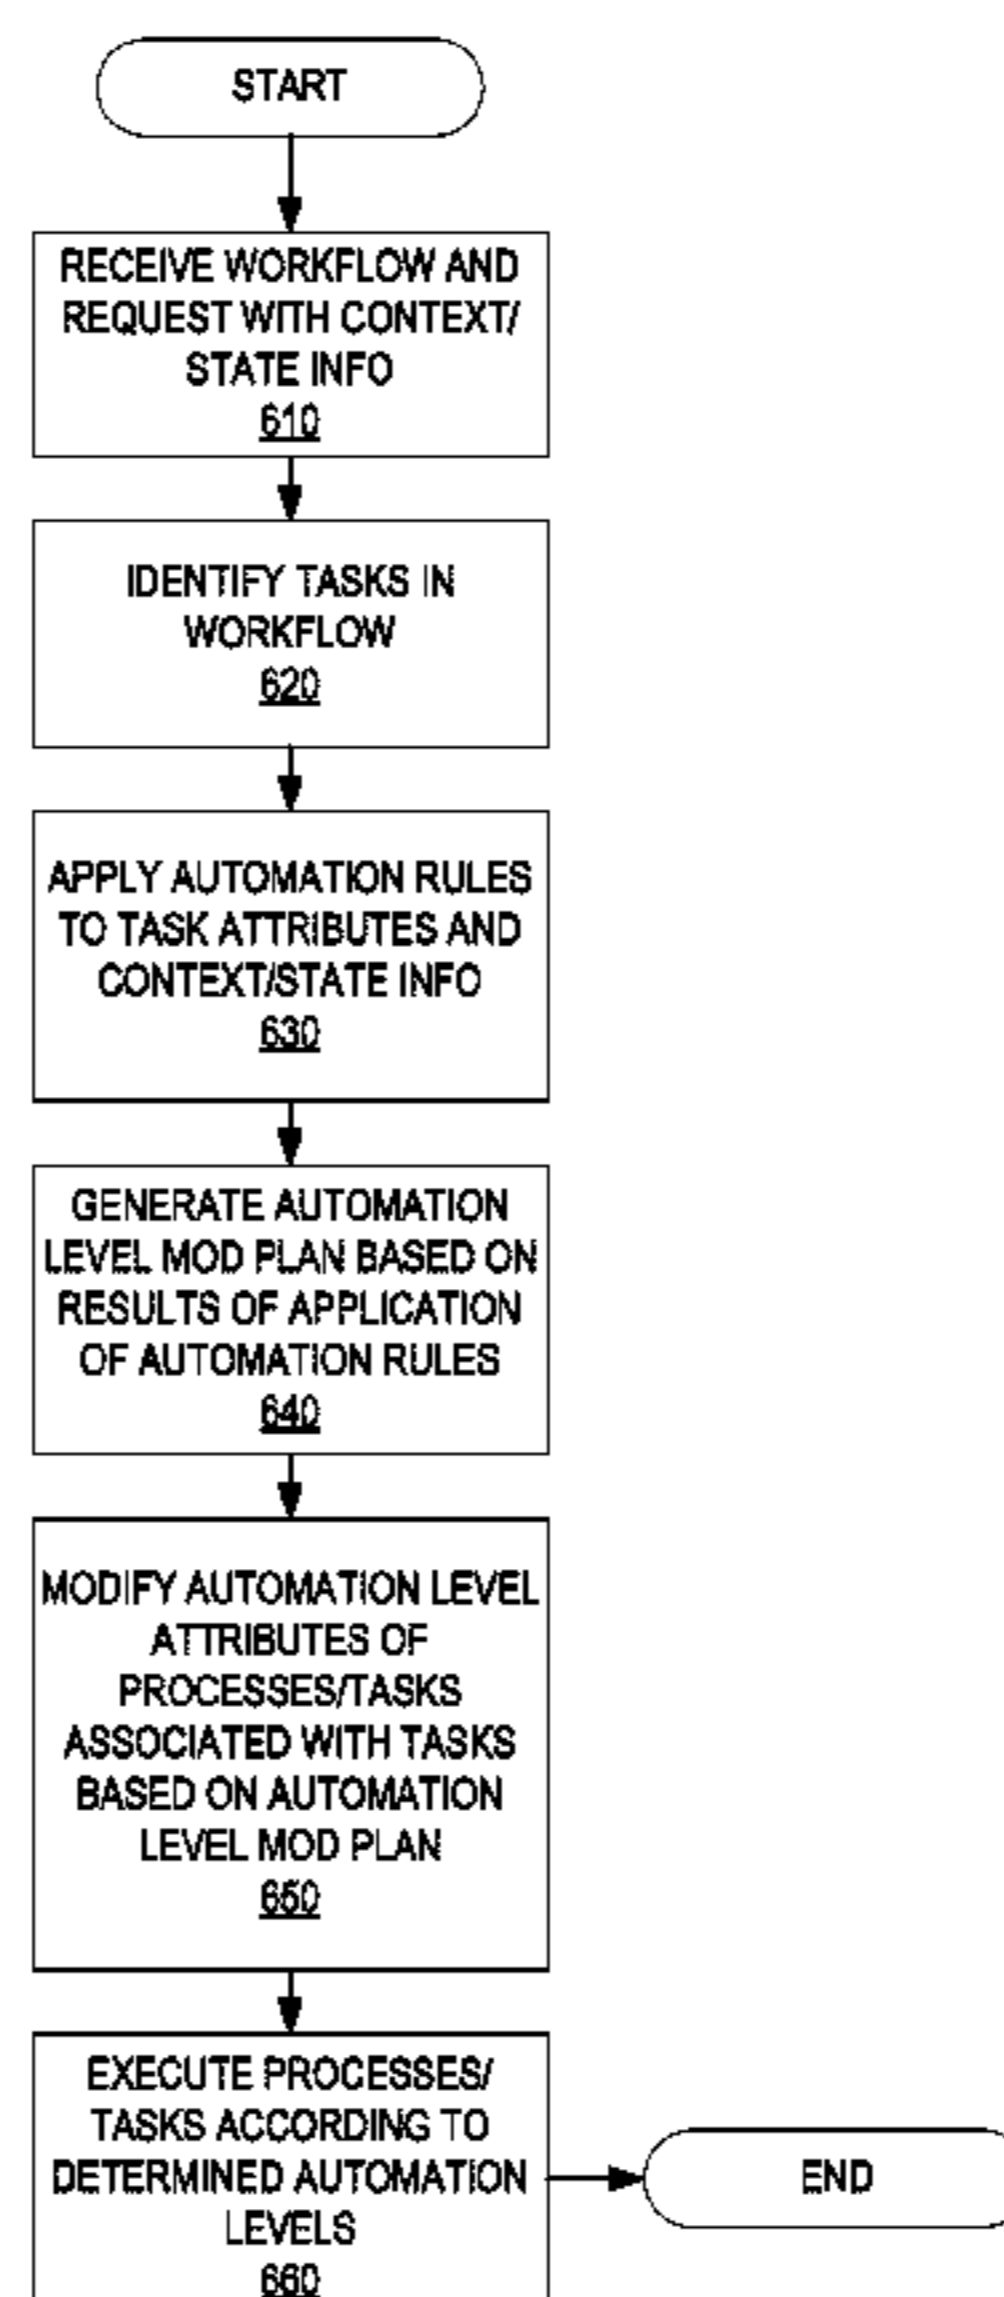 START
RECEIVE WORKFLOW AND
REQUEST WITH CONTEXT/
STATE INFO
610
IDENTIFY TASKS IN
WORKFLOW
620
APPLY AUTOMATION RULES
TO TASK ATTRIBUTES AND
CONTEXT/STATE INFO
630
GENERATE AUTOMATION
LEVEL MOD PLAN BASED ON
RESULTS OF APPLICATION
OF AUTOMATION RULES
640
MODIFY AUTOMATION LEVEL
ATTRIBUTES OF
PROCESSES/TASKS
ASSOCIATED WITH TASKS
BASED ON AUTOMATION
LEVEL MOD PLAN
650
EXECUTE PROCESSES/
TASKS ACCORDING TO
DETERMINED AUTOMATION
LEVELS
660
END